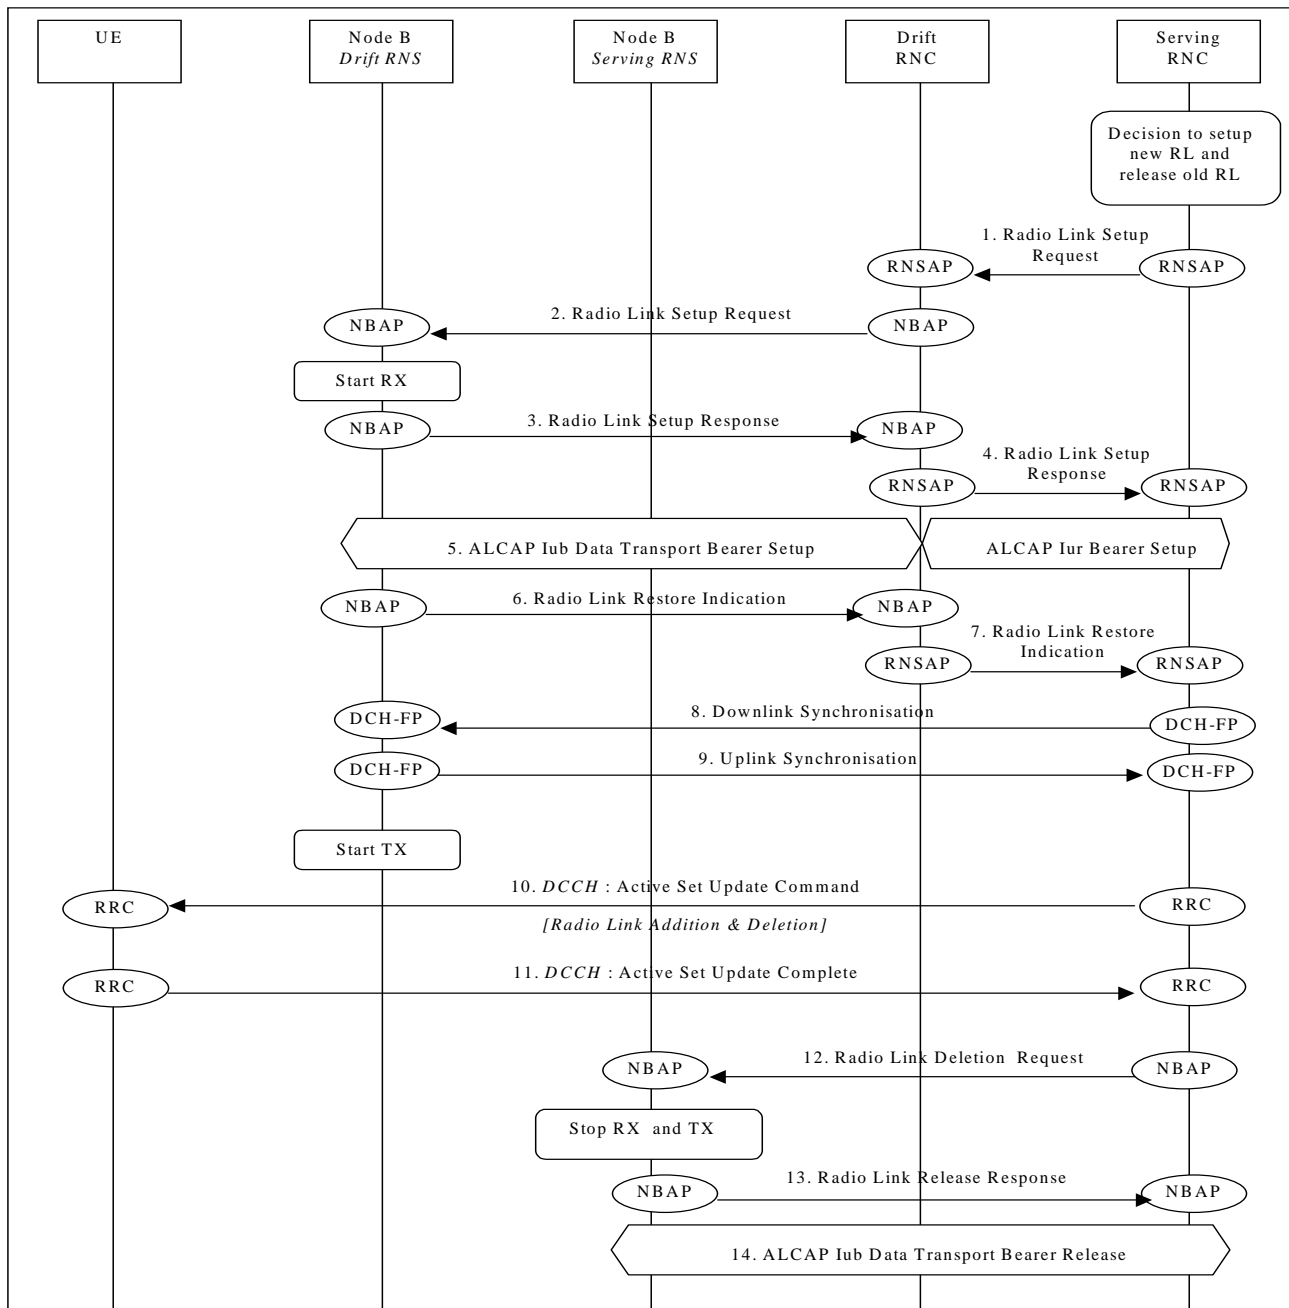 UE
Node B
Drift RNS
Node B
Serving RNS
Drift
RNC
Serving
RNC
Decision to setup
new RL and
release old RL
1. Radio Link Setup
Request
RNSAP
RNSAP
2. Radio Link Setup Request
NBAP
NBAP
Start RX
3. Radio Link Setup Response
NBAP
NBAP
4. Radio Link Setup
Response
RNSAP
RNSAP
5. ALCAP Iub Data Transport Bearer Setup
ALCAP Iur Bearer Setup
6. Radio Link Restore Indication
NBAP
NBAP
7. Radio Link Restore
Indication
RNSAP
RNSAP
8. Downlink Synchronisation
DCH-FP
DCH-FP
9. Uplink Synchronisation
DCH-FP
DCH-FP
Start TX
10. DCCH : Active Set Update Command
RRC
RRC
[Radio Link Addition & Deletion]
11. DCCH : Active Set Update Complete
RRC
RRC
12. Radio Link Deletion Request
NBAP
NBAP
Stop RX and TX
13. Radio Link Release Response
NBAP
NBAP
14. ALCAP Iub Data Transport Bearer Release